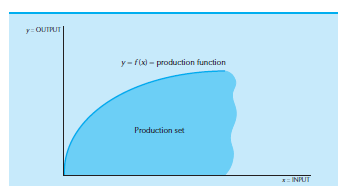 y = OUTPUT
y = f (x) = production function
Production set
x = INPUT